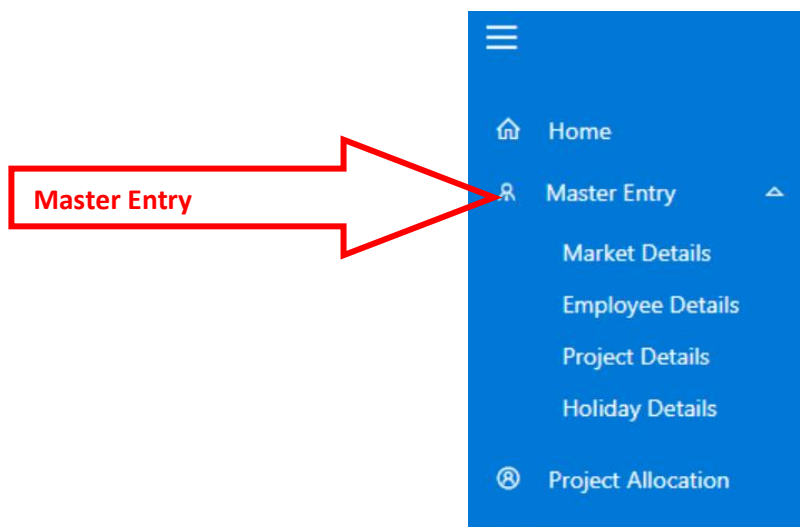 Home
Master Entry
Master Entry
Market Details
Employee Details
Project Details
Holiday Details
Project Allocation